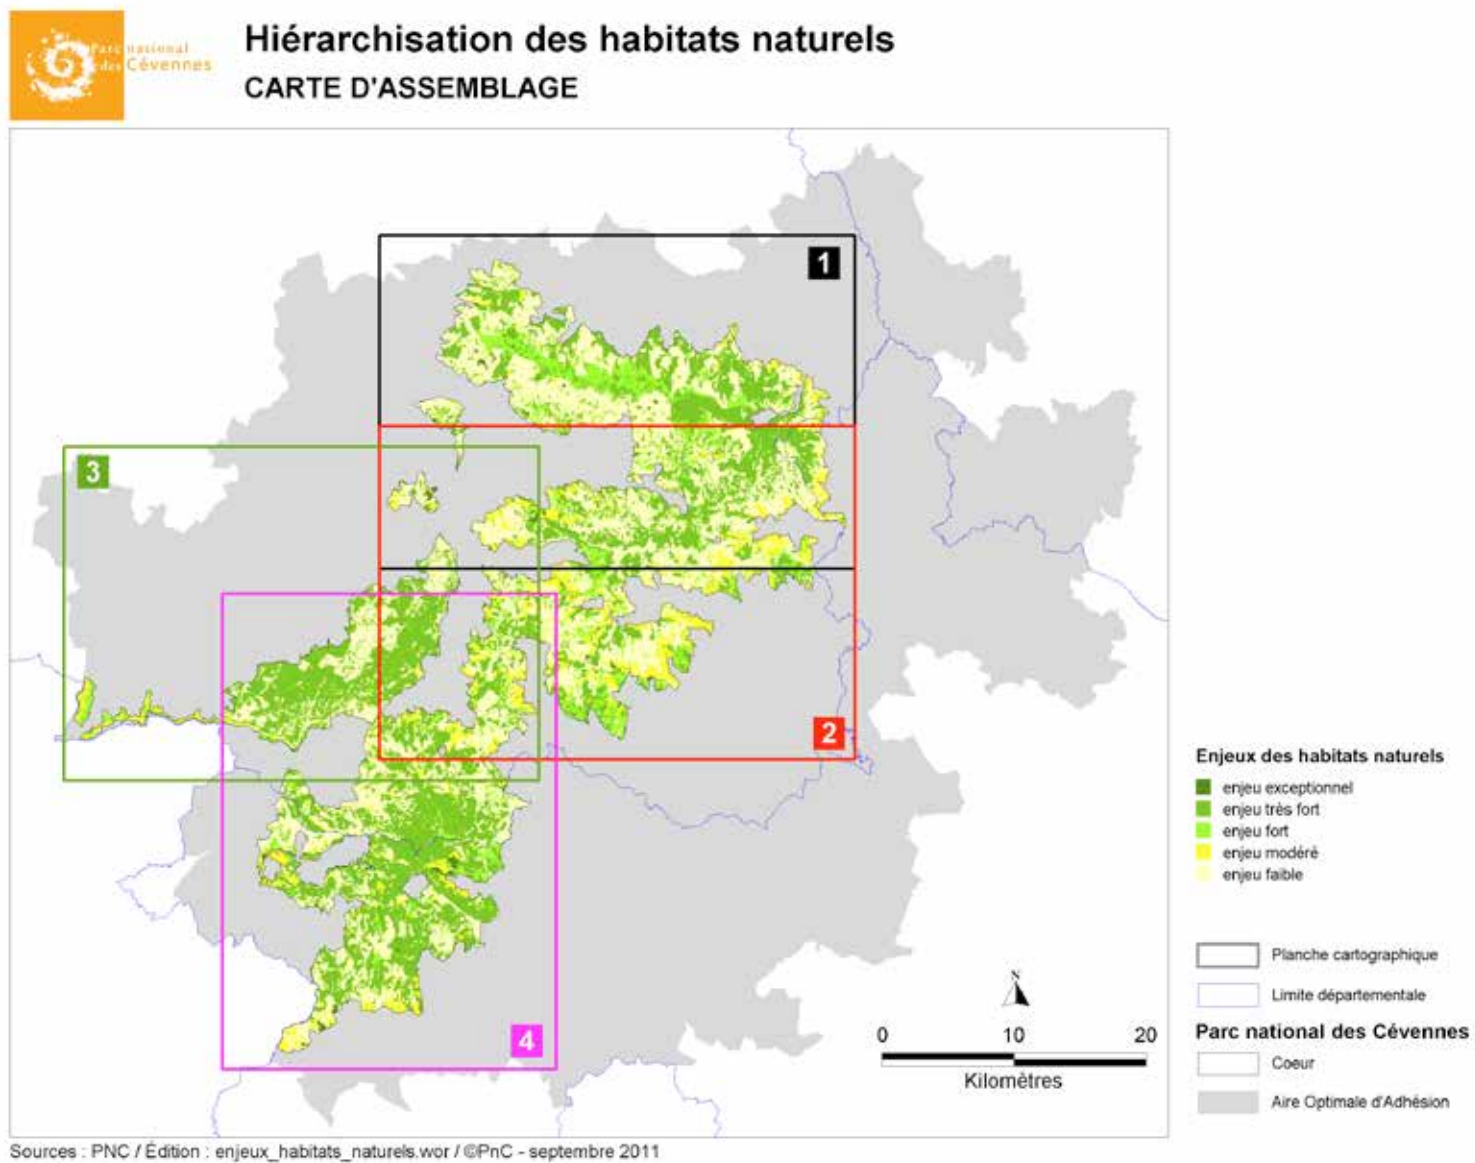 Parc national
des Cévennes
Hiérarchisation des habitats naturels
CARTE D'ASSEMBLAGE
1
3
2
4
Enjeux des habitats naturels
enjeu exceptionnel
enjeu très fort
enjeu fort
enjeu modéré
enjeu faible
Planche cartographique
Limite départementale
Parc national des Cévennes
Coeur
Aire Optimale d'Adhésion
N
0 10 20
Kilomètres
Sources : PNC / Édition : enjeux_habitats_naturels.wor / ©PnC - septembre 2011